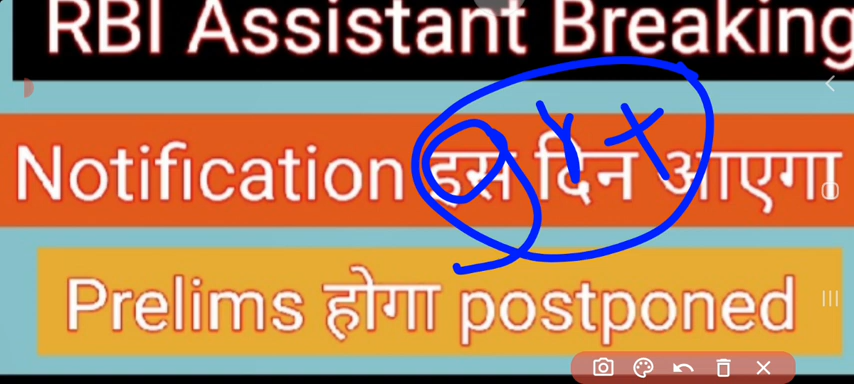 RBI Assistant Breaking
Notification इस दिन आएगा
Prelims होगा postponed